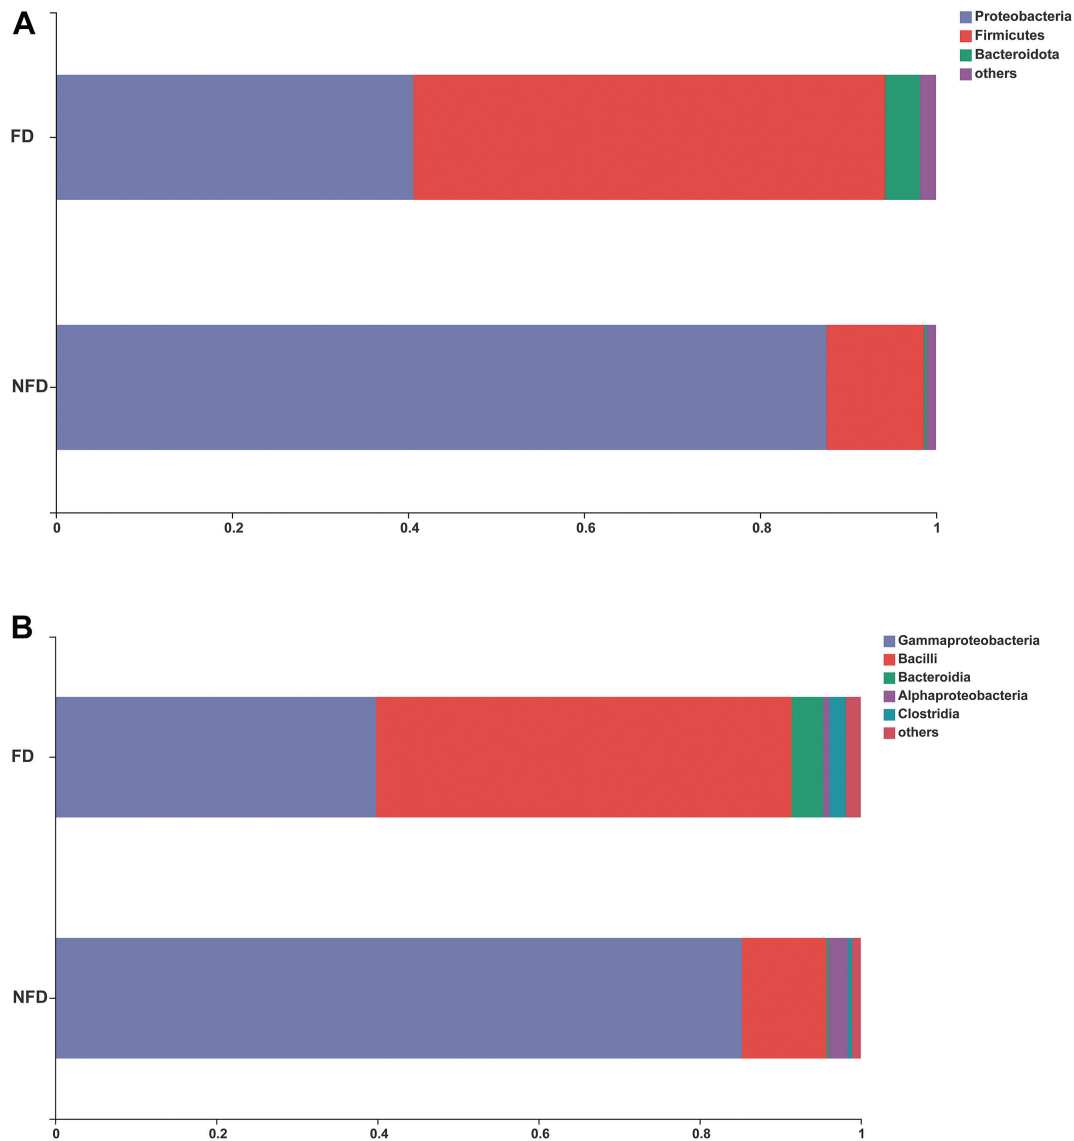 A
Proteobacteria
Firmicutes
Bacteroidota
others
FD
NFD
0 0.2 0.4 0.6 0.8 1
B
Gammaproteobacteria
Bacilli
Bacteroidia
Alphaproteobacteria
Clostridia
others
FD
NFD
0 0.2 0.4 0.6 0.8 1